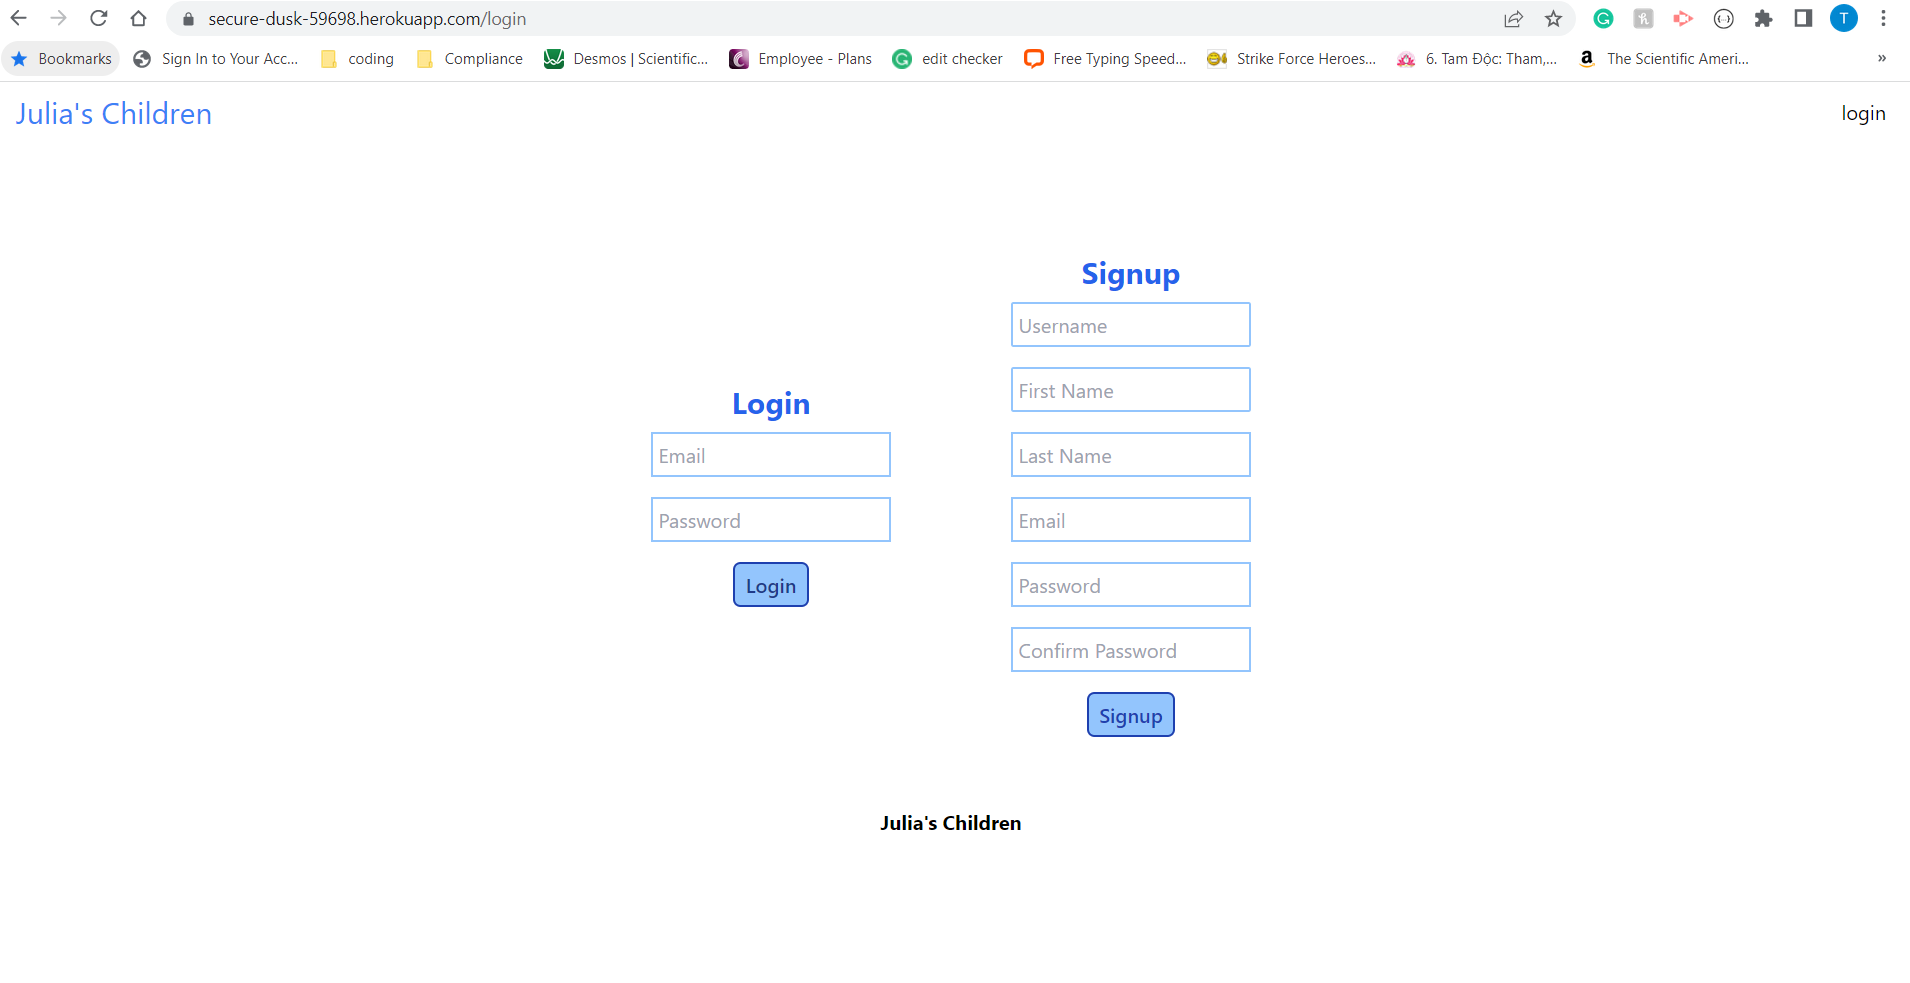 secure-dusk-59698.herokuapp.com/login
T
Bookmarks Sign In to Your Acc... coding Compliance Desmos | Scientific... Employee - Plans edit checker Free Typing Speed... Strike Force Heroes... 6. Tam Độc: Tham,... The Scientific Ameri... »
Julia's Children login
Signup
Username
First Name
Login
Last Name
Email
Email
Password
Password
Login
Confirm Password
Signup
Julia's Children